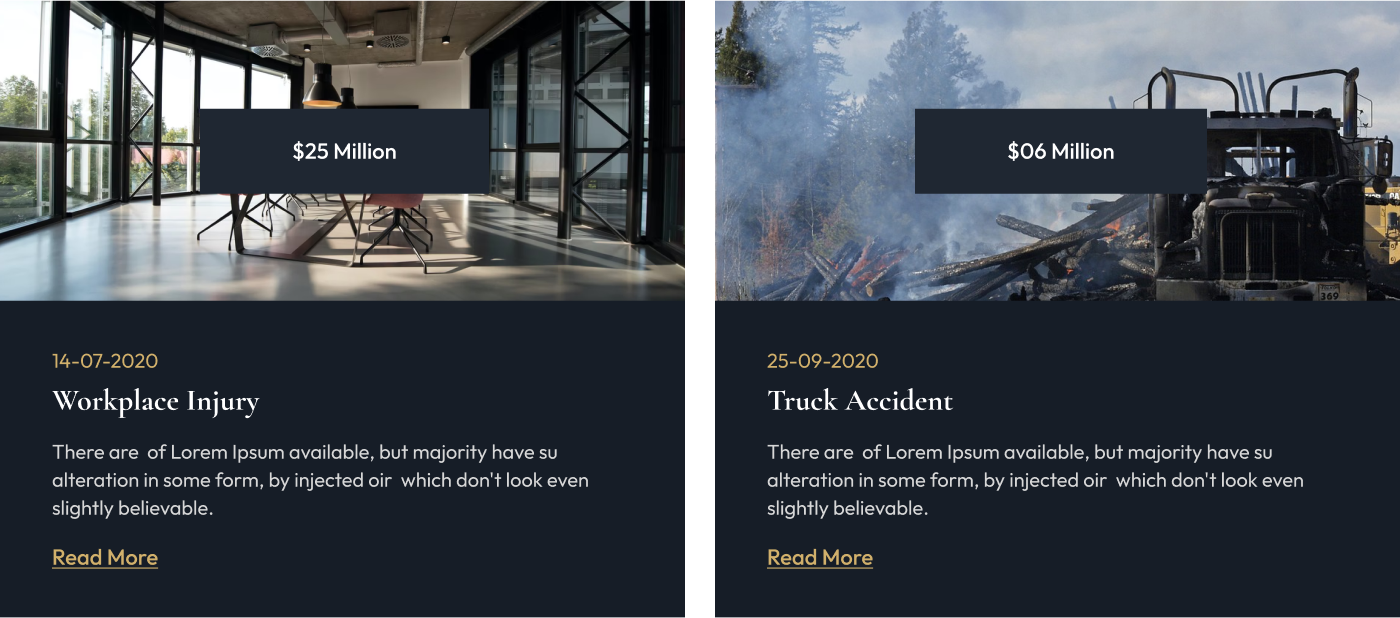 $25 Million
14-07-2020
Workplace Injury
There are  of Lorem Ipsum available, but majority have su
alteration in some form, by injected oir  which don't look even
slightly believable.
Read More
$06 Million
369
25-09-2020
Truck Accident
There are  of Lorem Ipsum available, but majority have su
alteration in some form, by injected oir  which don't look even
slightly believable.
Read More